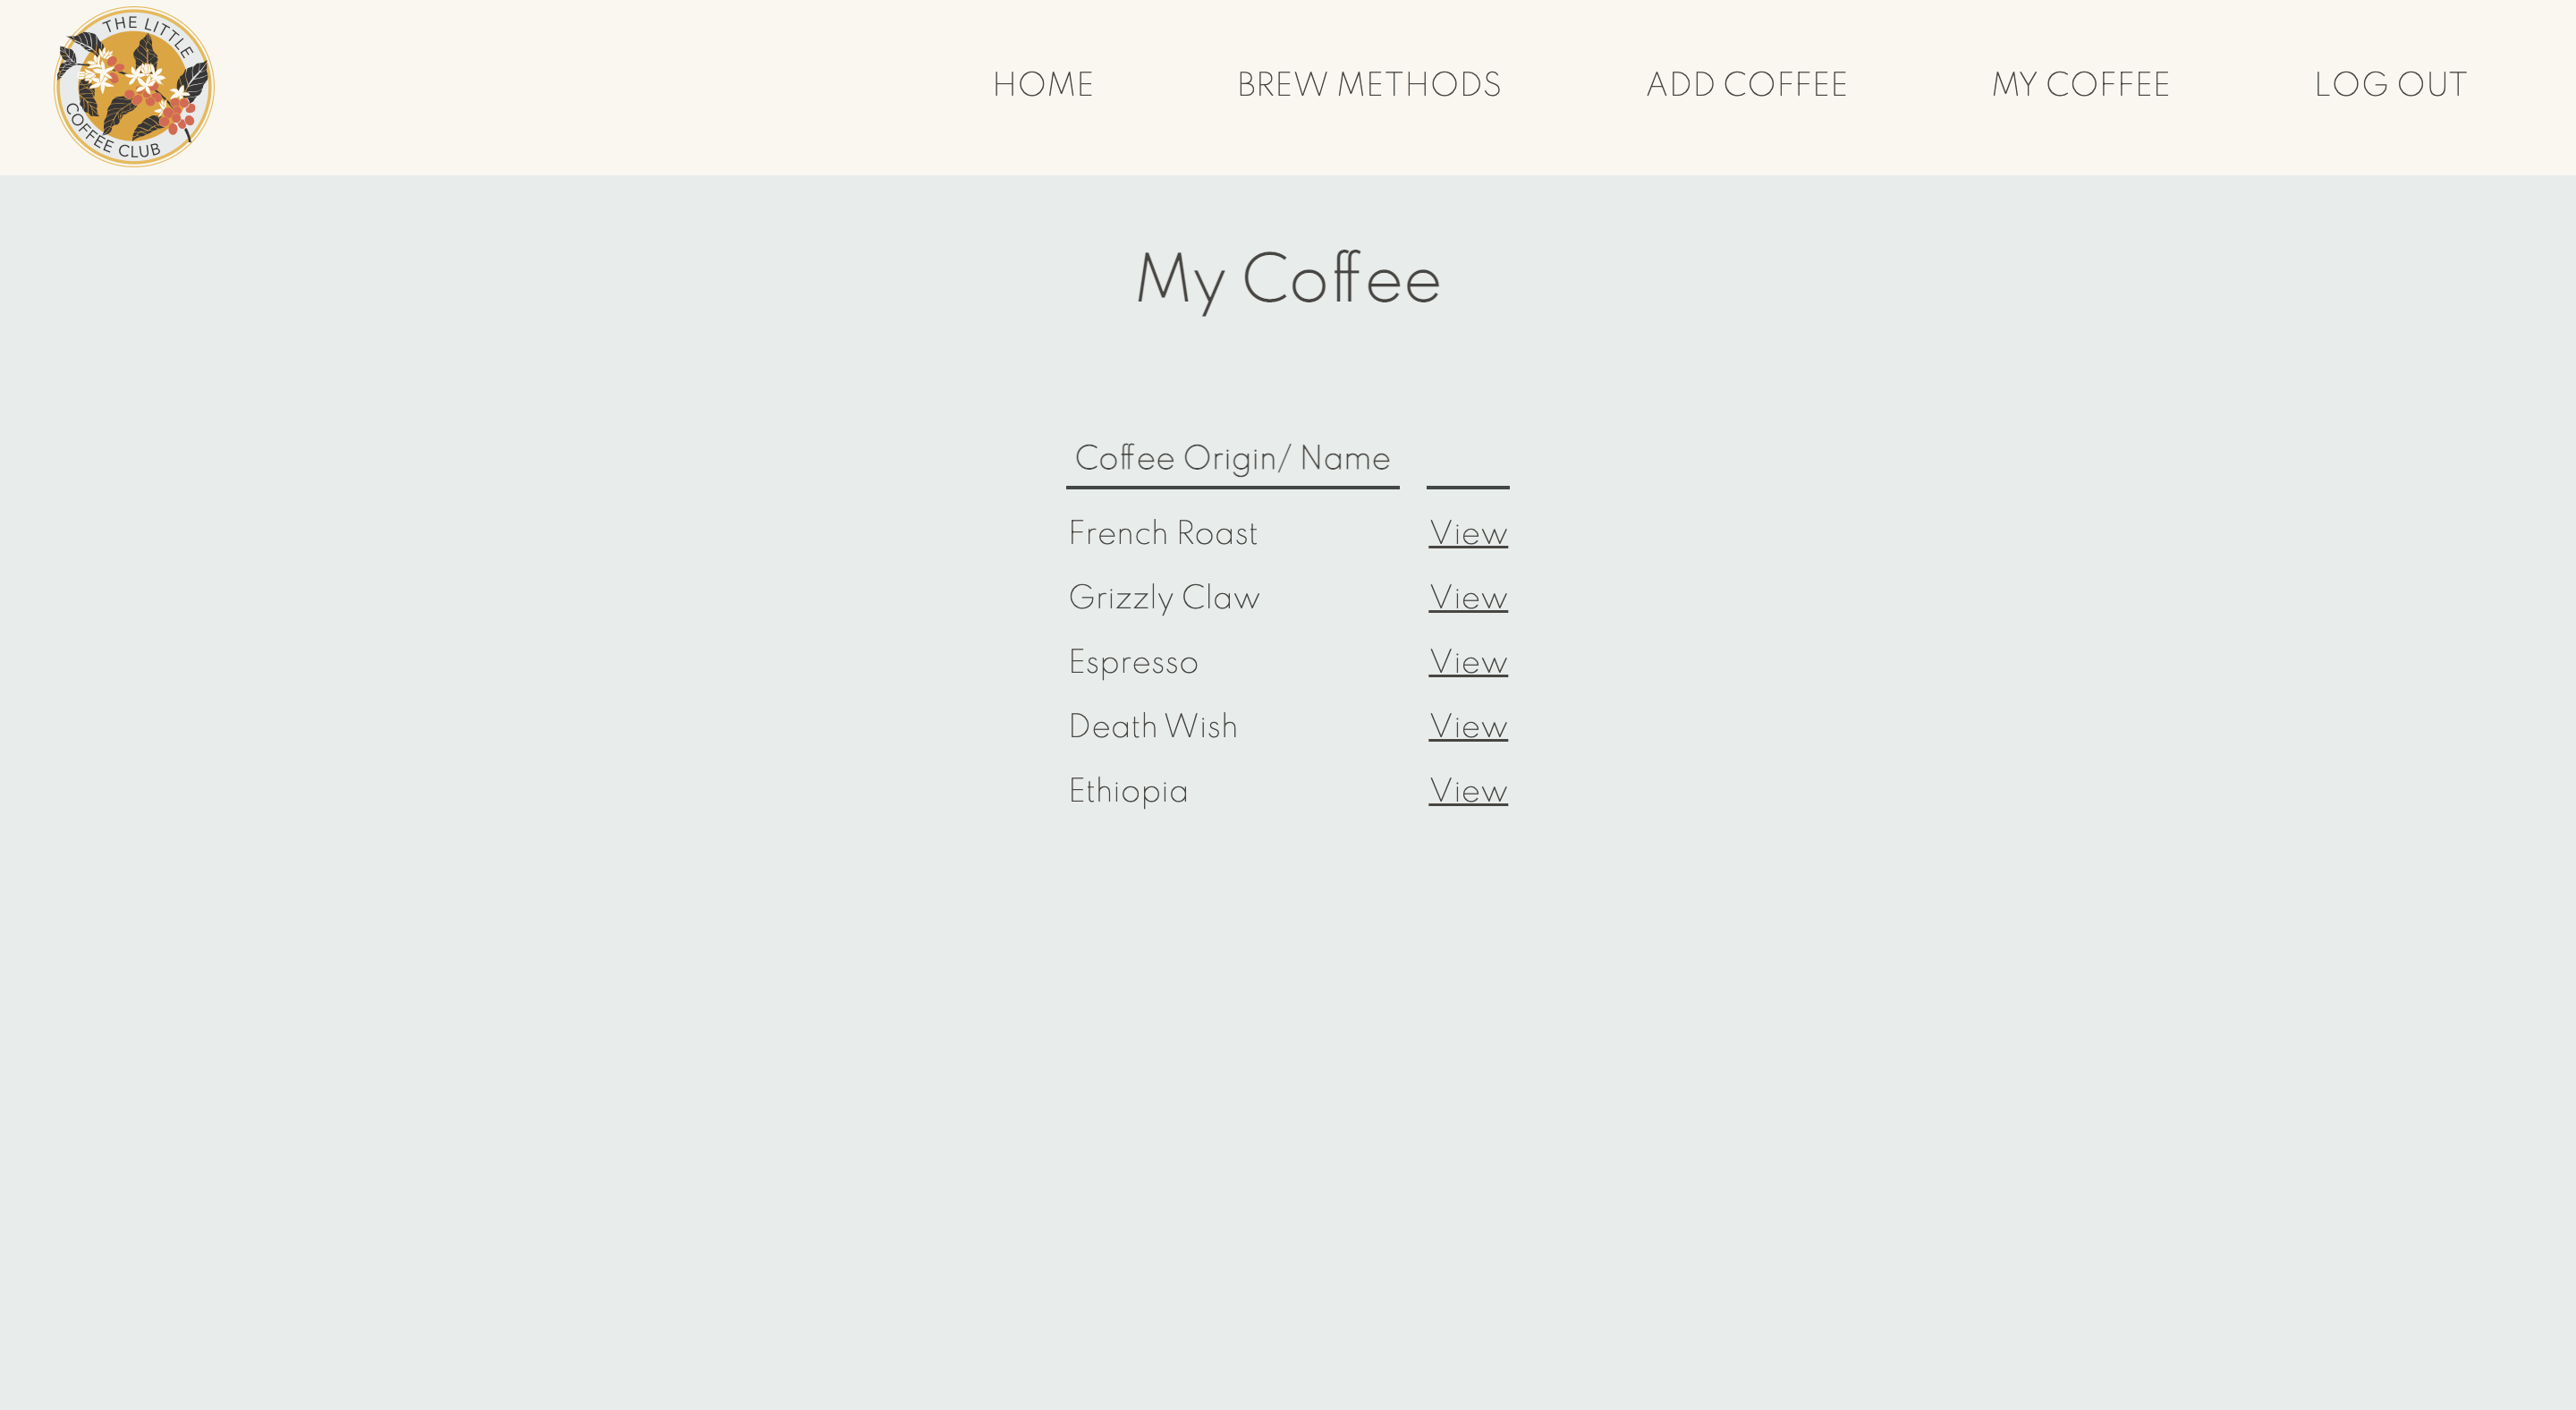 THE LITTLE
COFFEE CLUB
HOME BREW METHODS ADD COFFEE MY COFFEE LOG OUT
My Coffee
Coffee Origin/ Name
French Roast View
Grizzly Claw View
Espresso View
Death Wish View
Ethiopia View